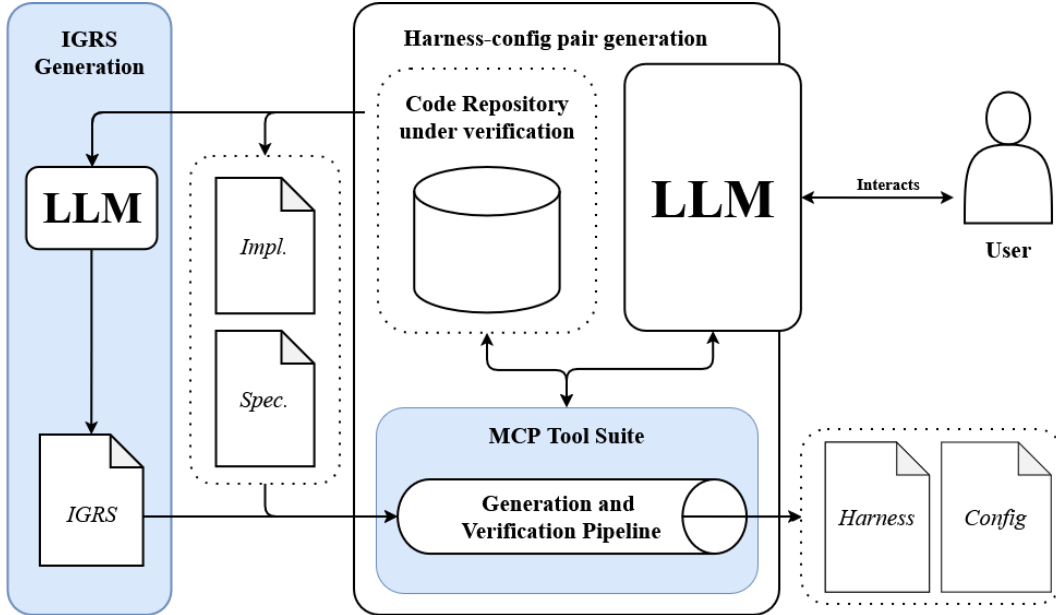 IGRS
Generation
Harness-config pair generation
Code Repository
under verification
LLM
LLM
Impl.
Interacts
User
Spec.
MCP Tool Suite
IGRS
Generation and
Verification Pipeline
Harness
Config